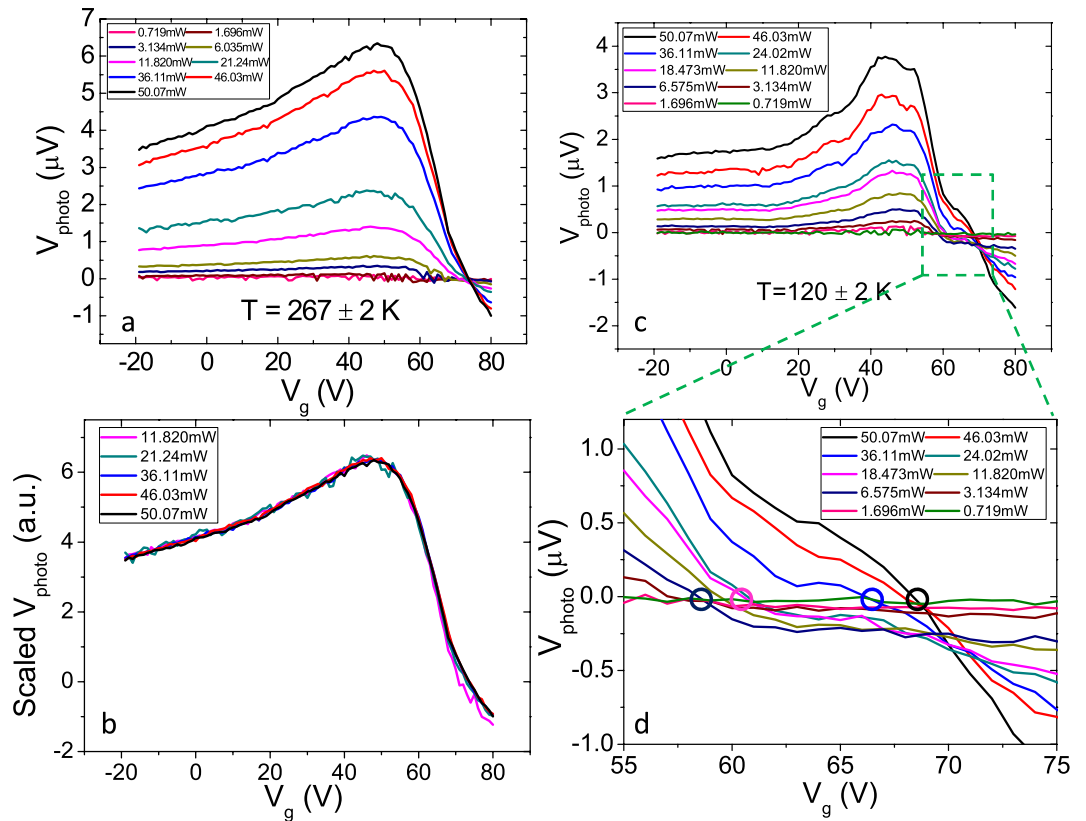 7
6
5
4
3
2
1
0
-1
V_photo (μV)
0.719mW 1.696mW
3.134mW 6.035mW
11.820mW 21.24mW
36.11mW 46.03mW
50.07mW
a
T = 267 ± 2 K
-20 0 20 40 60 80
V_g (V)
4
2
0
-2
V_photo (μV)
50.07mW 46.03mW
36.11mW 24.02mW
18.473mW 11.820mW
6.575mW 3.134mW
1.696mW 0.719mW
c
T=120 ± 2 K
-20 0 20 40 60 80
V_g (V)
6
4
2
0
-2
Scaled V_photo (a.u.)
11.820mW
21.24mW
36.11mW
46.03mW
50.07mW
b
-20 0 20 40 60 80
V_g (V)
1.0
0.5
0.0
-0.5
-1.0
V_photo (μV)
50.07mW 46.03mW
36.11mW 24.02mW
18.473mW 11.820mW
6.575mW 3.134mW
1.696mW 0.719mW
d
55 60 65 70 75
V_g (V)